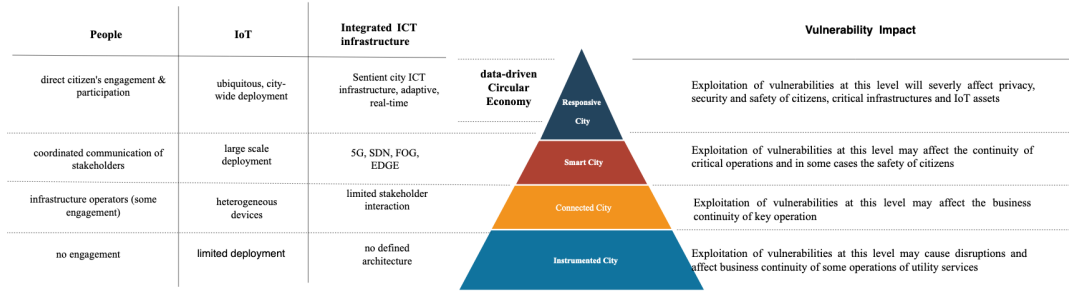 People
IoT
Integrated ICT
infrastructure
Vulnerability Impact
direct citizen's engagement &
participation
ubiquitous, city-
wide deployment
Sentient city ICT
infrastructure, adaptive,
real-time
data-driven
Circular
Economy
Responsive
City
Exploitation of vulnerabilities at this level will severly affect privacy,
security and safety of citizens, critical infrastructures and IoT assets
coordinated communication of
stakeholders
large scale
deployment
5G, SDN, FOG,
EDGE
Smart City
Exploitation of vulnerabilities at this level may affect the continuity of
critical operations and in some cases the safety of citizens
infrastructure operators (some
engagement)
heterogeneous
devices
limited stakeholder
interaction
Connected City
Exploitation of vulnerabilities at this level may affect the business
continuity of key operation
no engagement
limited deployment
no defined
architecture
Instrumented City
Exploitation of vulnerabilities at this level may cause disruptions and
affect business continuity of some operations of utility services